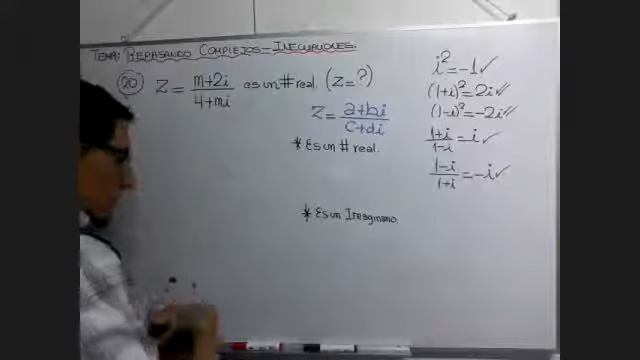 TEMA: REPASANDO COMPLEJOS - INECUACIONES.
20 Z = m+2i / 4+mi es un # real (Z=?)
Z = a+bi / c+di
* Es un # real.
* Es un Imaginario.
i² = -1 ✓
(1+i)² = 2i ✓
(1-i)² = -2i ✓
1+i / 1-i = i ✓
1-i / 1+i = -i ✓